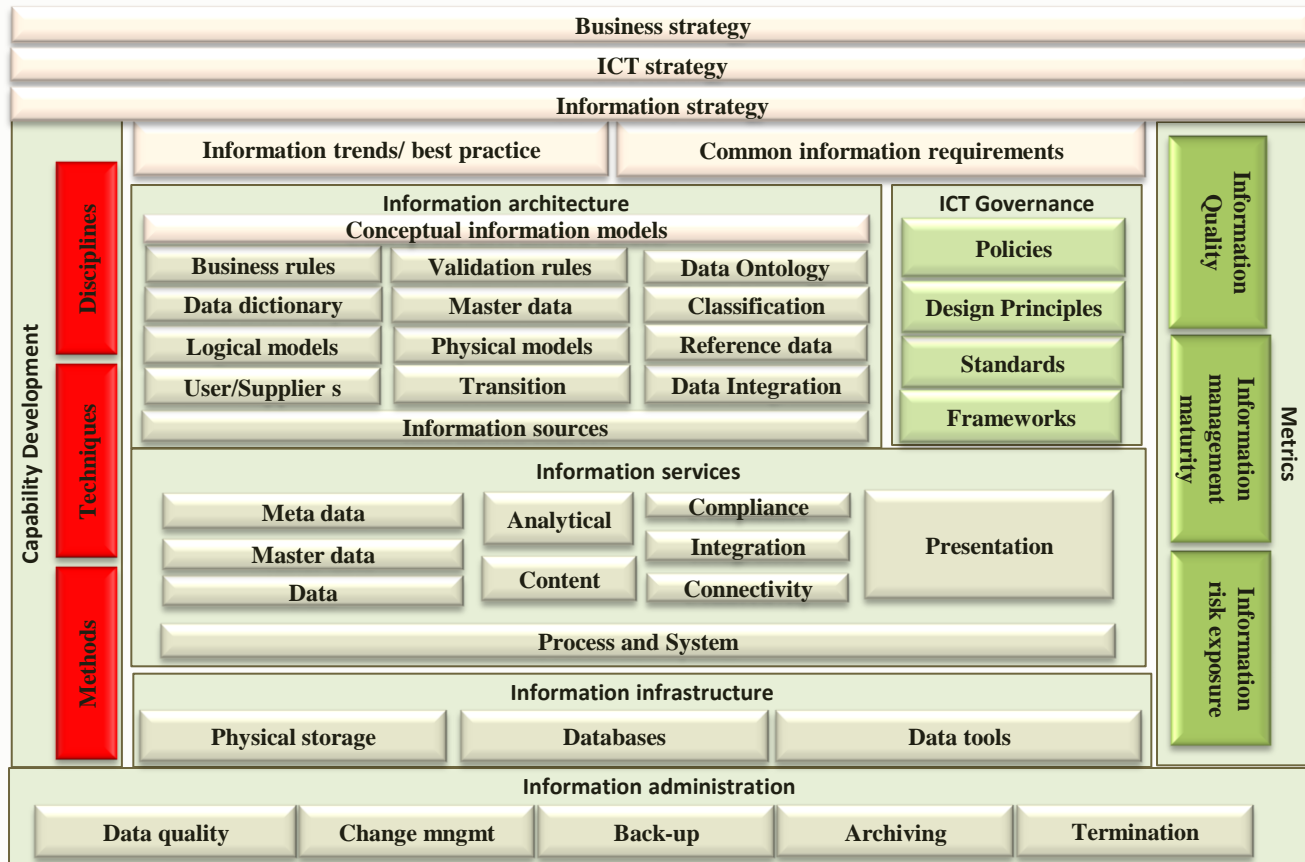 Business strategy
ICT strategy
Information strategy
Information trends/ best practice
Common information requirements
Capability Development
Disciplines
Techniques
Methods
Information architecture
Conceptual information models
Business rules
Validation rules
Data Ontology
Data dictionary
Master data
Classification
Logical models
Physical models
Reference data
User/Supplier s
Transition
Data Integration
Information sources
ICT Governance
Policies
Design Principles
Standards
Frameworks
Information services
Meta data
Master data
Data
Analytical
Content
Compliance
Integration
Connectivity
Presentation
Process and System
Information infrastructure
Physical storage
Databases
Data tools
Metrics
Information
Quality
Information
management
maturity
Information
risk exposure
Information administration
Data quality
Change mngmt
Back-up
Archiving
Termination